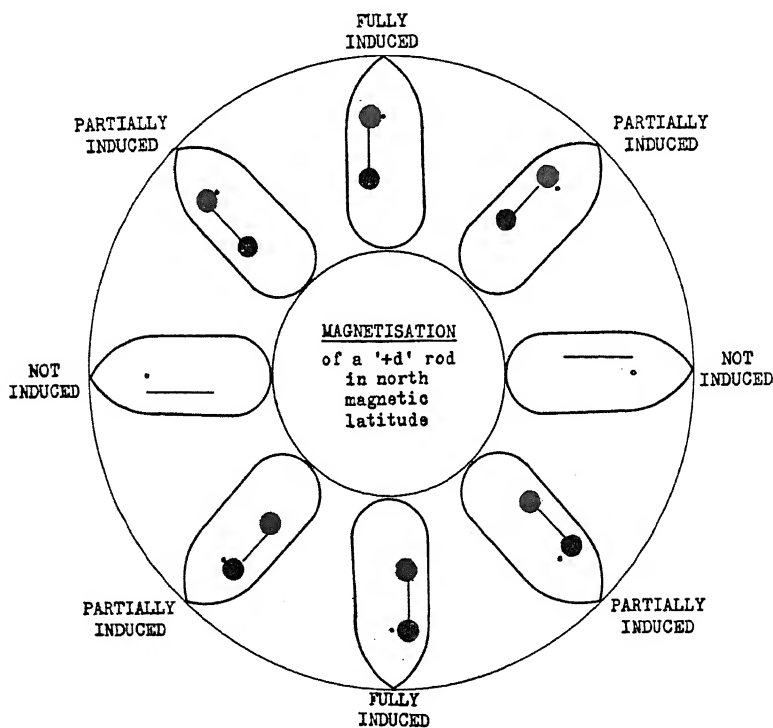 FULLY
INDUCED
PARTIALLY
INDUCED
PARTIALLY
INDUCED
MAGNETISATION
of a '+d' rod
in north
magnetic
latitude
NOT
INDUCED
NOT
INDUCED
PARTIALLY
INDUCED
PARTIALLY
INDUCED
FULLY
INDUCED